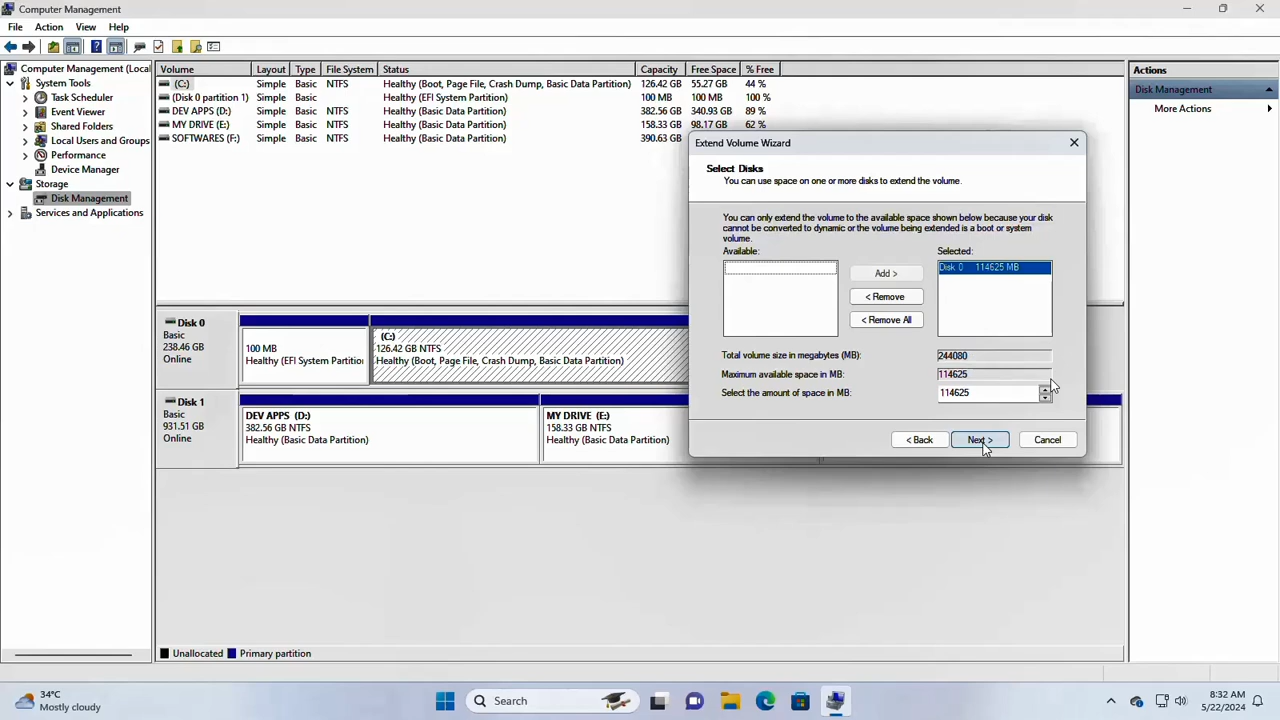 Computer Management
File Action View Help
Computer Management (Local
System Tools
Task Scheduler
Event Viewer
Shared Folders
Local Users and Groups
Performance
Device Manager
Storage
Disk Management
Services and Applications
Volume Layout Type File System Status Capacity Free Space % Free
(C:) Simple Basic NTFS Healthy (Boot, Page File, Crash Dump, Basic Data Partition) 126.42 GB 55.27 GB 44 %
(Disk 0 partition 1) Simple Basic Healthy (EFI System Partition) 100 MB 100 MB 100 %
DEV APPS (D:) Simple Basic NTFS Healthy (Basic Data Partition) 382.56 GB 340.93 GB 89 %
MY DRIVE (E:) Simple Basic NTFS Healthy (Basic Data Partition) 158.33 GB 98.17 GB 62 %
SOFTWARES (F:) Simple Basic NTFS Healthy (Basic Data Partition) 390.63 GB
Actions
Disk Management
More Actions
Extend Volume Wizard
Select Disks
You can use space on one or more disks to extend the volume.
You can only extend the volume to the available space shown below because your disk
cannot be converted to dynamic or the volume being extended is a boot or system
volume.
Available: Selected:
Disk 0 114625 MB
Add >
< Remove
< Remove All
Total volume size in megabytes (MB): 244080
Maximum available space in MB: 114625
Select the amount of space in MB: 114625
< Back Next > Cancel
Disk 0
Basic
238.46 GB
Online
100 MB
Healthy (EFI System Partition
(C:)
126.42 GB NTFS
Healthy (Boot, Page File, Crash Dump, Basic Data Partition)
Disk 1
Basic
931.51 GB
Online
DEV APPS (D:)
382.56 GB NTFS
Healthy (Basic Data Partition)
MY DRIVE (E:)
158.33 GB NTFS
Healthy (Basic Data Partition)
Unallocated Primary partition
34°C
Mostly cloudy
Search
8:32 AM
5/22/2024